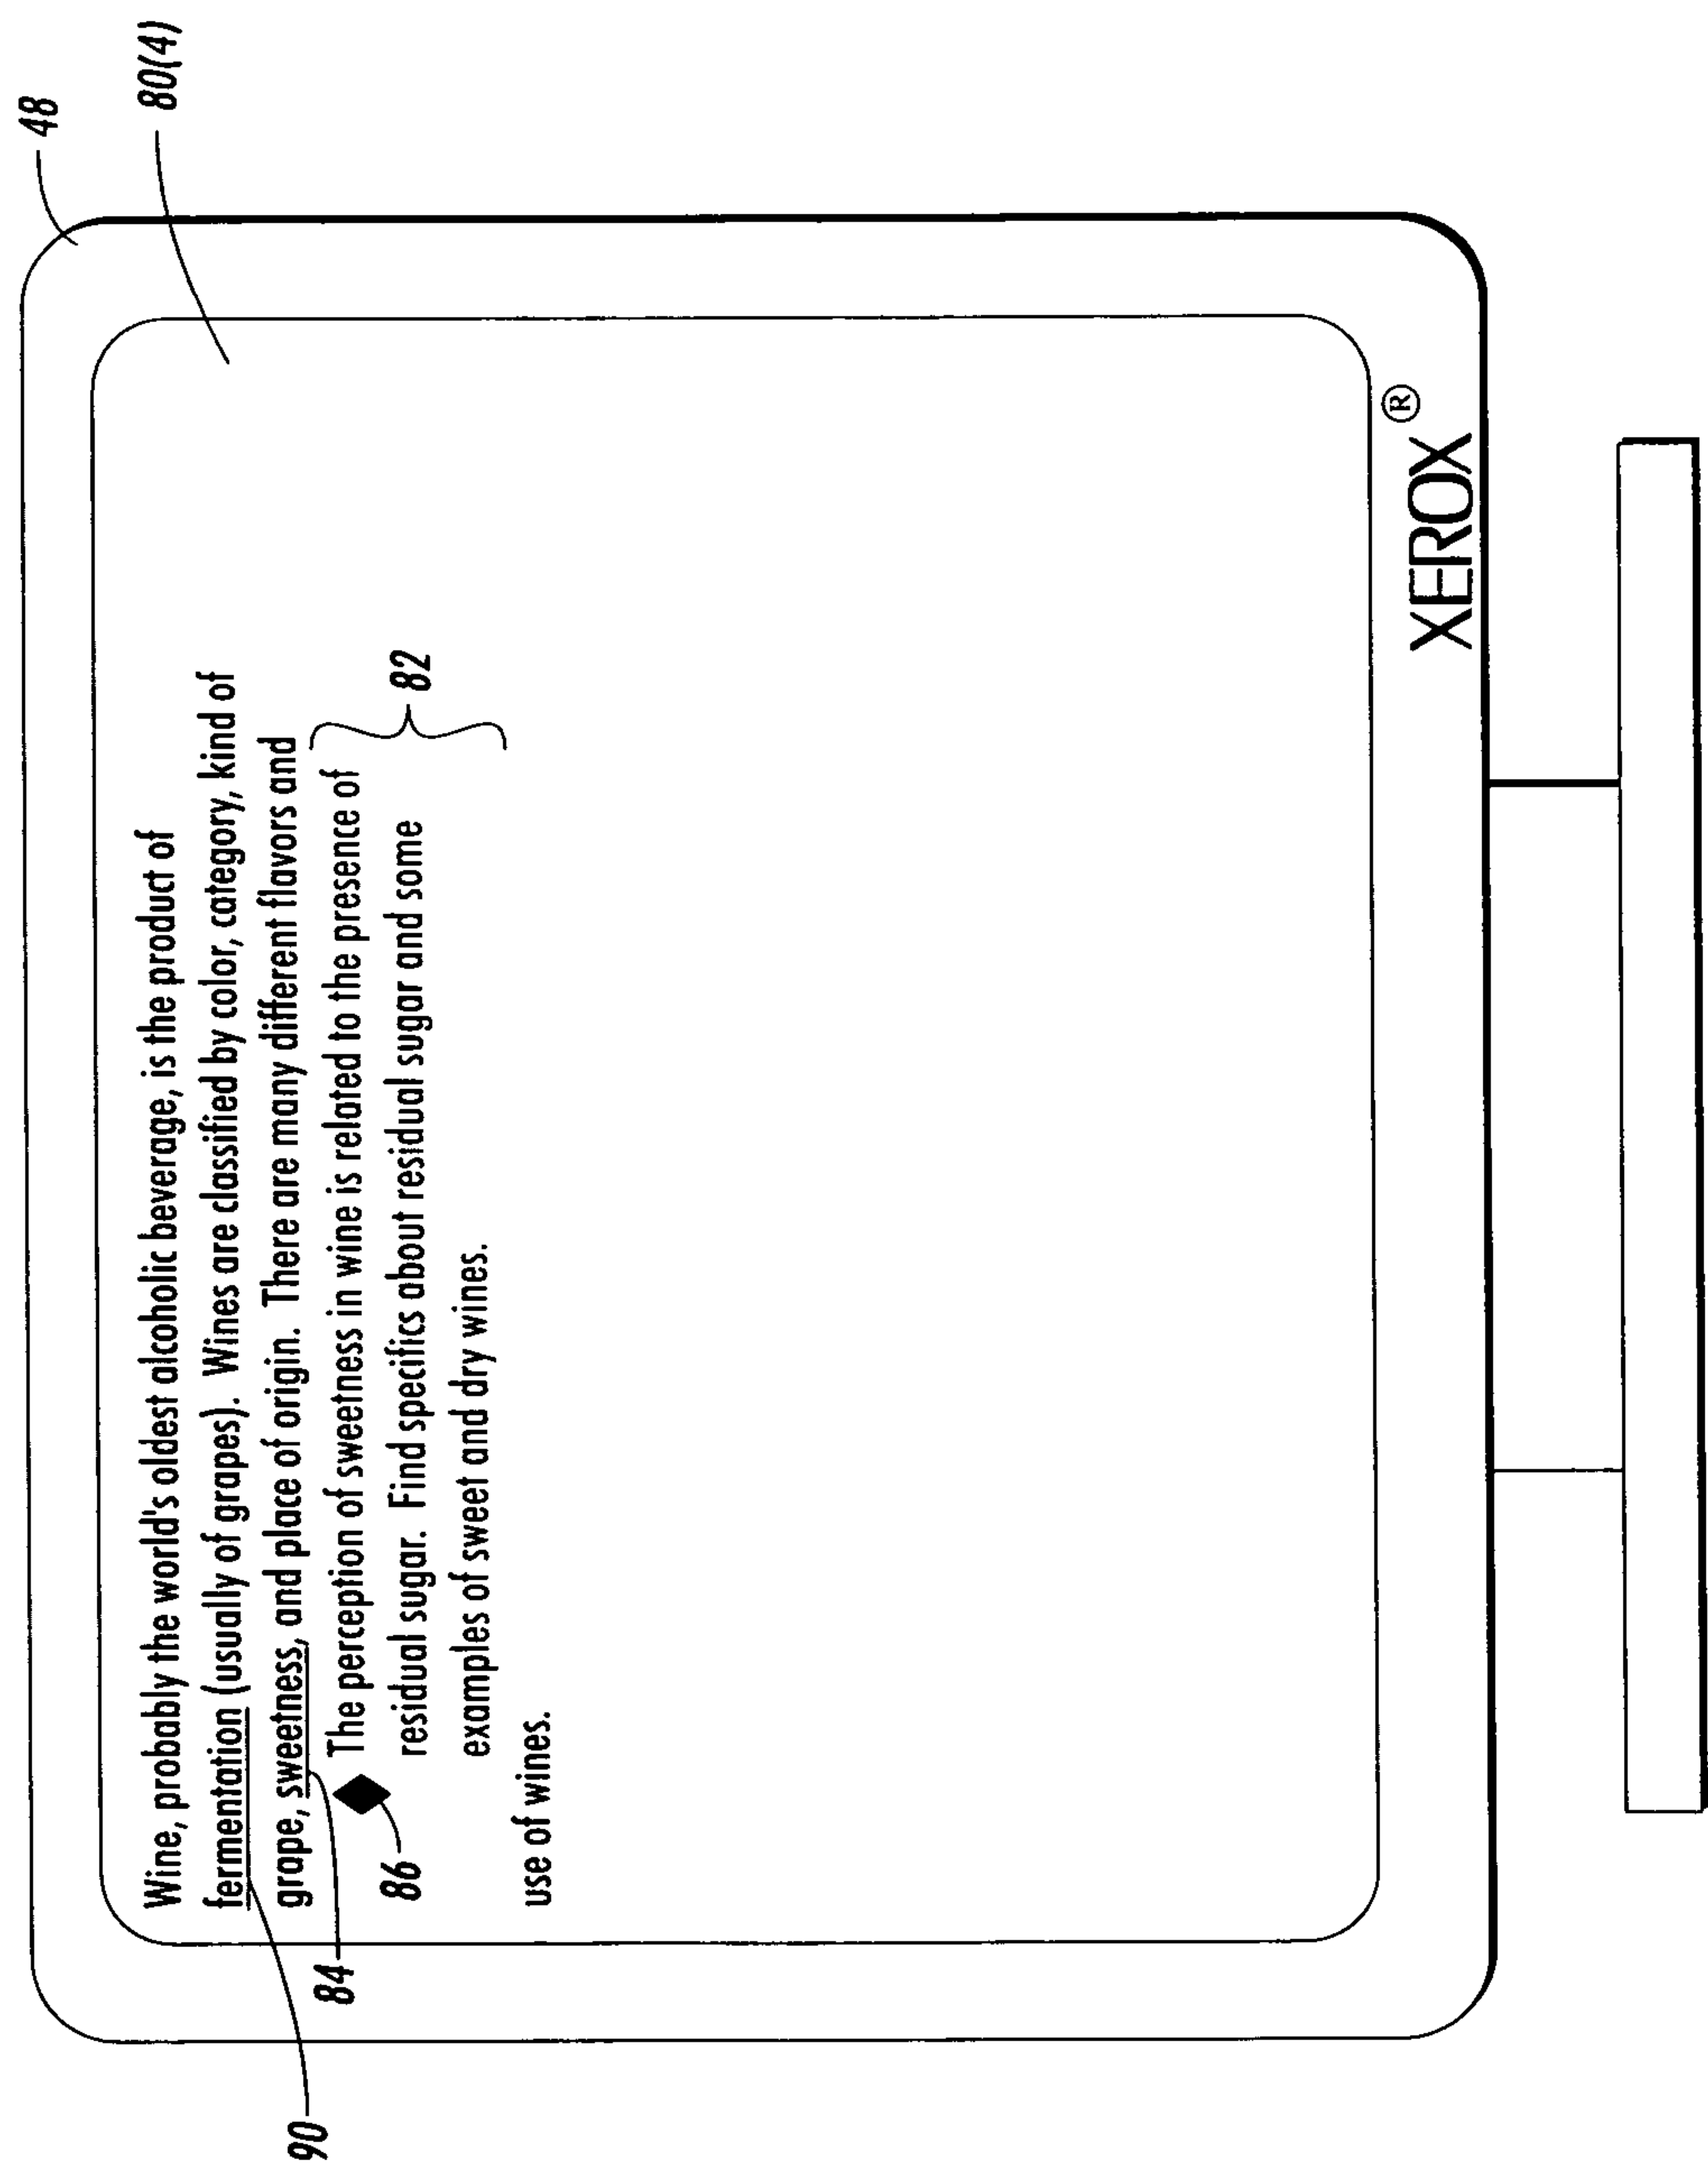 48
80(4)
Wine, probably the world's oldest alcoholic beverage, is the product of
fermentation (usually of grapes). Wines are classified by color, category, kind of
grape, sweetness, and place of origin. There are many different flavors and
The perception of sweetness in wine is related to the presence of
residual sugar. Find specifics about residual sugar and some
examples of sweet and dry wines.
use of wines.
82
90
84
86
XEROX®